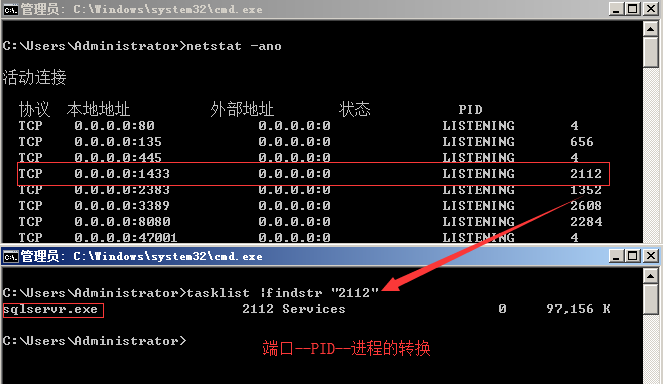 管理员: C:\Windows\system32\cmd.exe
C:\Users\Administrator>netstat -ano
活动连接
协议 本地地址 外部地址 状态 PID
TCP 0.0.0.0:80 0.0.0.0:0 LISTENING 4
TCP 0.0.0.0:135 0.0.0.0:0 LISTENING 656
TCP 0.0.0.0:445 0.0.0.0:0 LISTENING 4
TCP 0.0.0.0:1433 0.0.0.0:0 LISTENING 2112
TCP 0.0.0.0:2383 0.0.0.0:0 LISTENING 1352
TCP 0.0.0.0:3389 0.0.0.0:0 LISTENING 2608
TCP 0.0.0.0:8080 0.0.0.0:0 LISTENING 2284
TCP 0.0.0.0:47001 0.0.0.0:0 LISTENING 4
管理员: C:\Windows\system32\cmd.exe
C:\Users\Administrator>tasklist |findstr "2112"
sqlservr.exe 2112 Services 0 97,156 K
C:\Users\Administrator>
端口--PID--进程的转换